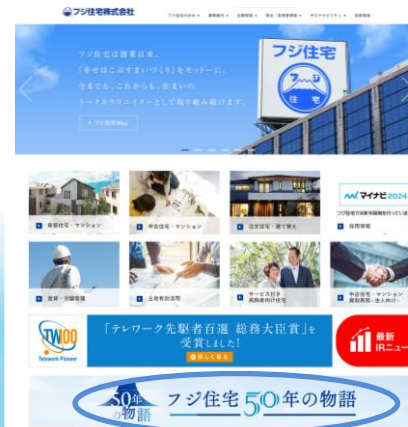 フジ住宅株式会社
フジ住宅は創業以来、
「幸せはこぶすまいづくり」をモットーに、
今までも、これからも、住まいの
トータルクリエイターとして取り組み続けます。
フジ住宅Way
フジ住宅
フジ
住宅
新築住宅・マンション
中古住宅・マンション
注文住宅・建て替え
マイナビ2024
採用情報
賃貸・分譲管理
土地有効活用
サービス付き
高齢者向け住宅
中古住宅・マンション
TW100
Telework Pioneer
「テレワーク先駆者百選 総務大臣賞」を
受賞しました!
詳しく見る
最新
IRニュー
50年
の物語
フジ住宅50年の物語